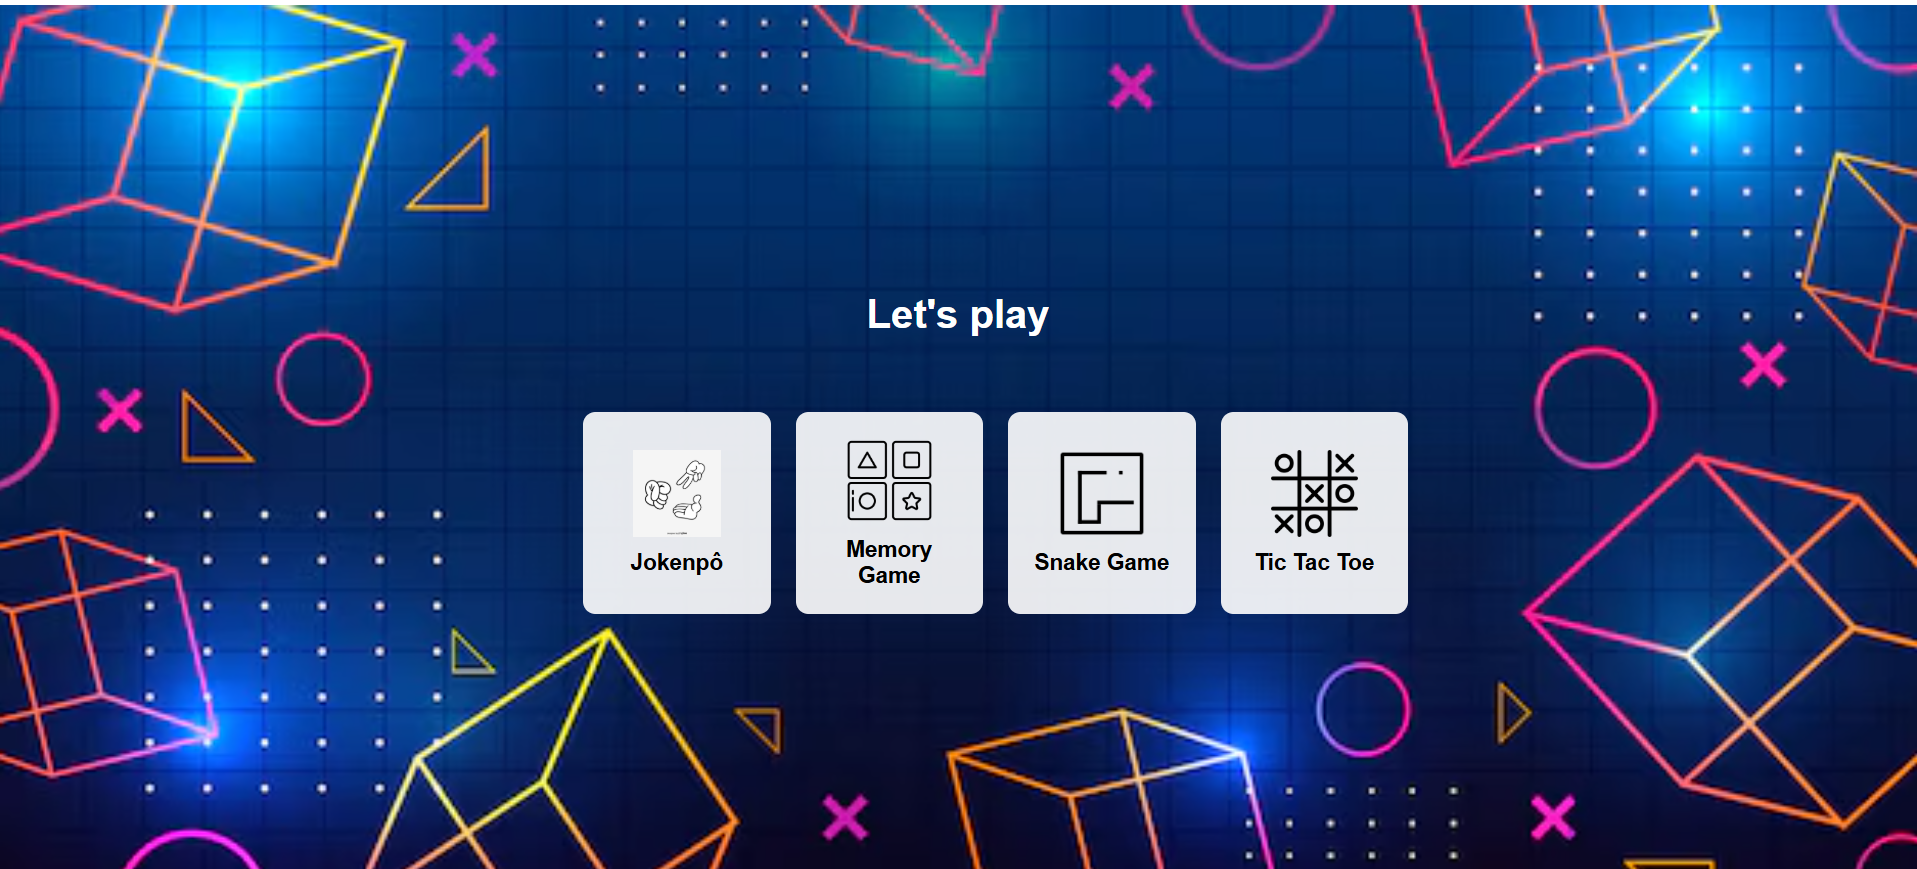 Let's play
Jokenpô
Memory
Game
Snake Game
Tic Tac Toe